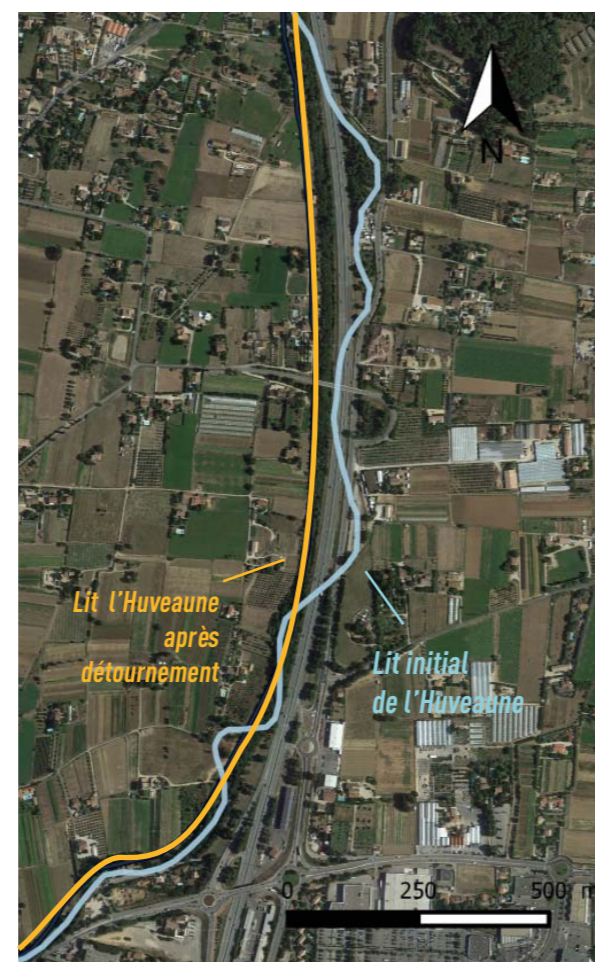 N
Lit l'Huveaune
après
détournement
Lit initial
de l'Huveaune
0 250 500 m